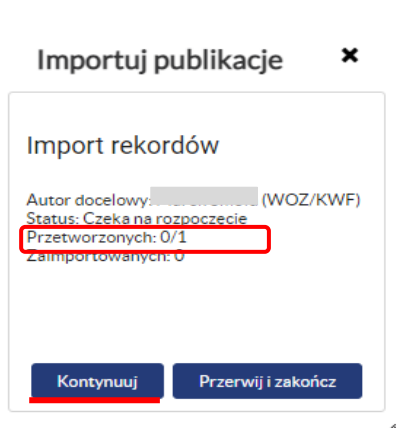 Importuj publikacje ✖
Import rekordów
Autor docelowy: (WOZ/KWF)
Status: Czeka na rozpoczęcie
Przetworzonych: 0/1
Zaimportowanych: 0
Kontynuuj Przerwij i zakończ